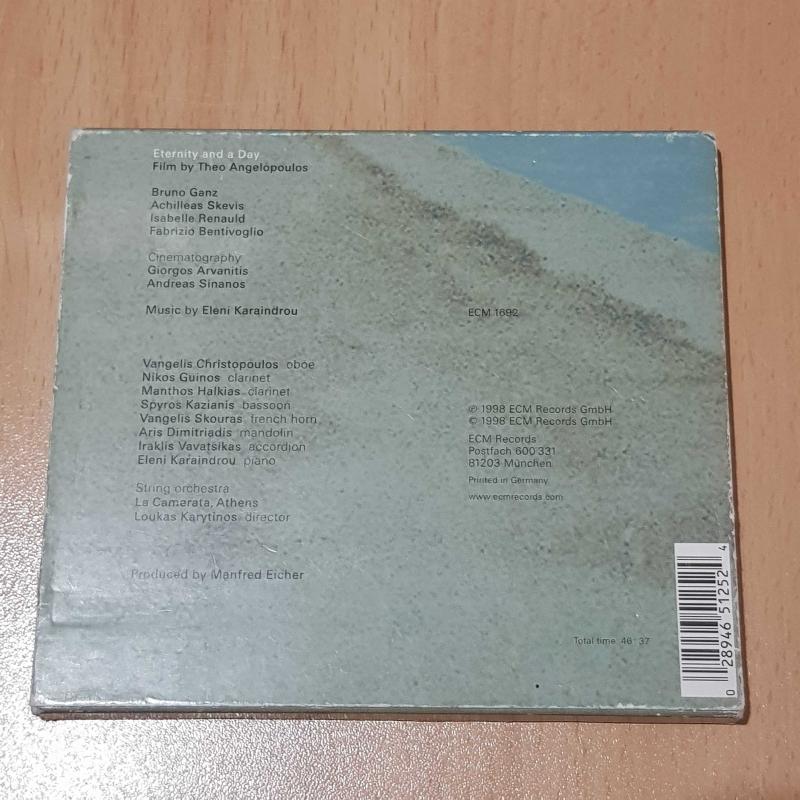 Eternity and a Day
Film by Theo Angelopoulos
Bruno Ganz
Achilleas Skevis
Isabelle Renauld
Fabrizio Bentivoglio
Cinematography
Giorgos Arvanitis
Andreas Sinanos
Music by Eleni Karaindrou
ECM 1692
Vangelis Christopoulos oboe
Nikos Guinos clarinet
Manthos Halkias clarinet
Spyros Kazianis bassoon
Vangelis Skouras french horn
Aris Dimitriadis mandolin
Iraklis Vavatsikas accordion
Eleni Karaindrou piano
String orchestra
La Camerata, Athens
Loukas Karytinos director
Produced by Manfred Eicher
℗ 1998 ECM Records GmbH
© 1998 ECM Records GmbH
ECM Records
Postfach 600 331
81203 München
Printed in Germany
www.ecmrecords.com
Total time 46:37
0 28946 51252 4